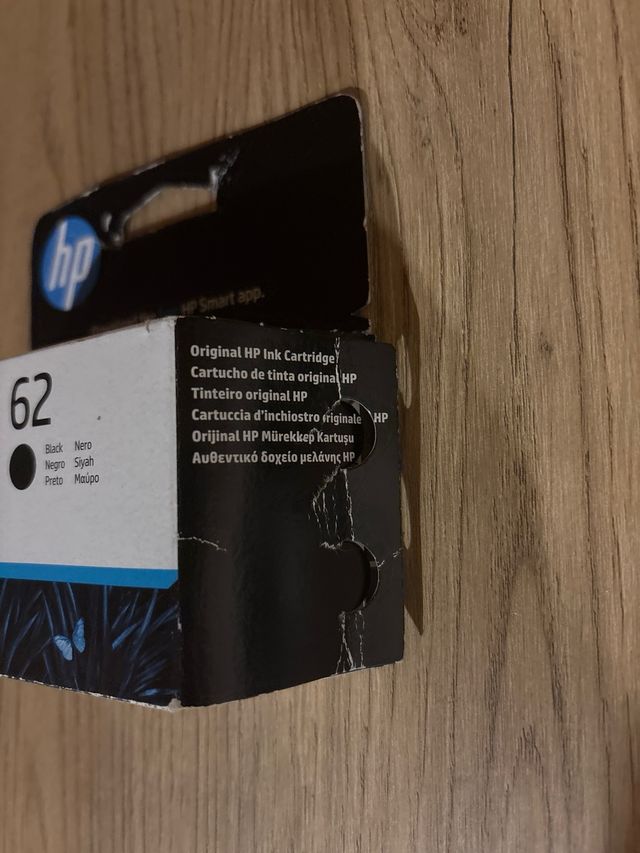 hp
HP Smart app.
Original HP Ink Cartridge
Cartucho de tinta original HP
Tinteiro original HP
Cartuccia d'inchiostro originale HP
Orijinal HP Mürekkep Kartuşu
Αυθεντικό δοχείο μελάνης HP
62
Black Nero
Negro Siyah
Preto Μαύρο